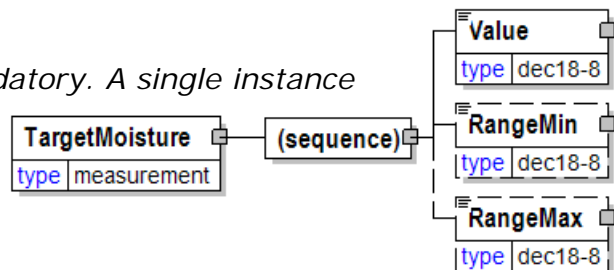 Value
type dec18-8
datory. A single instance
RangeMin
type dec18-8
TargetMoisture
type measurement
(sequence)
RangeMax
type dec18-8